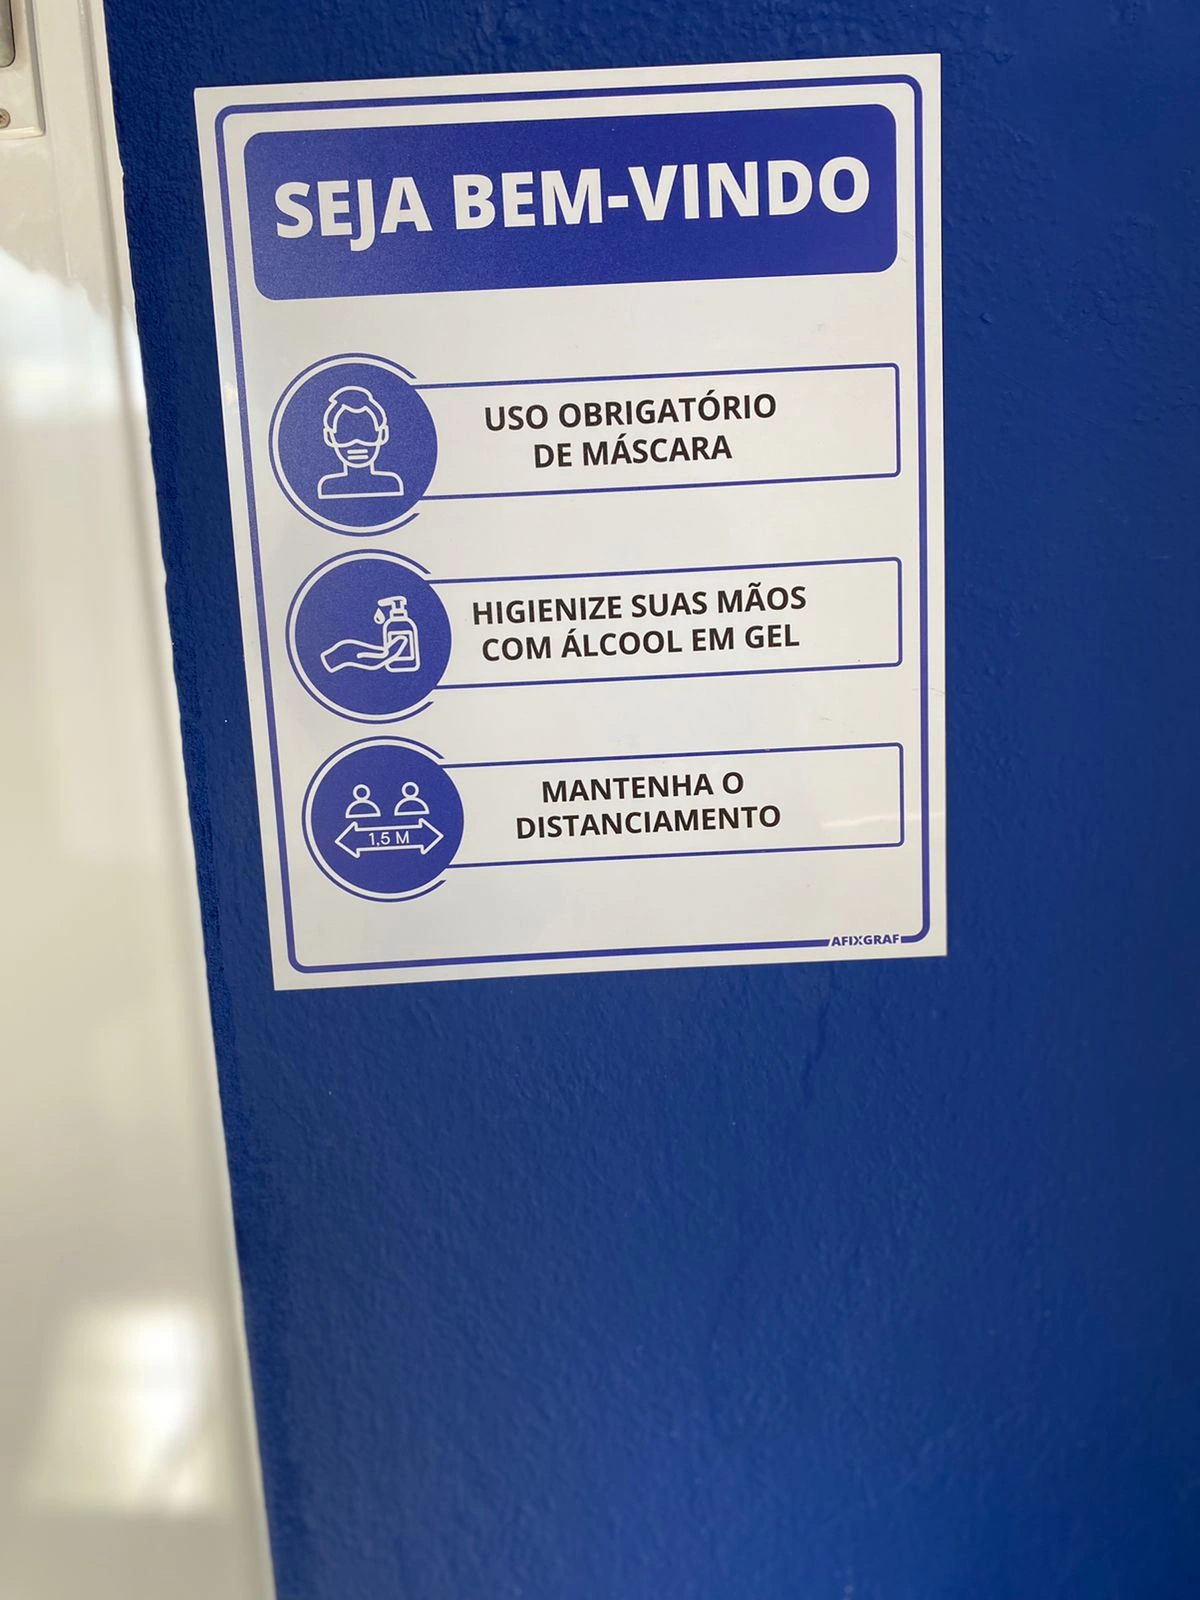 SEJA BEM-VINDO
USO OBRIGATÓRIO
DE MÁSCARA
HIGIENIZE SUAS MÃOS
COM ÁLCOOL EM GEL
MANTENHA O
DISTANCIAMENTO
1,5 M
AFIXGRAF